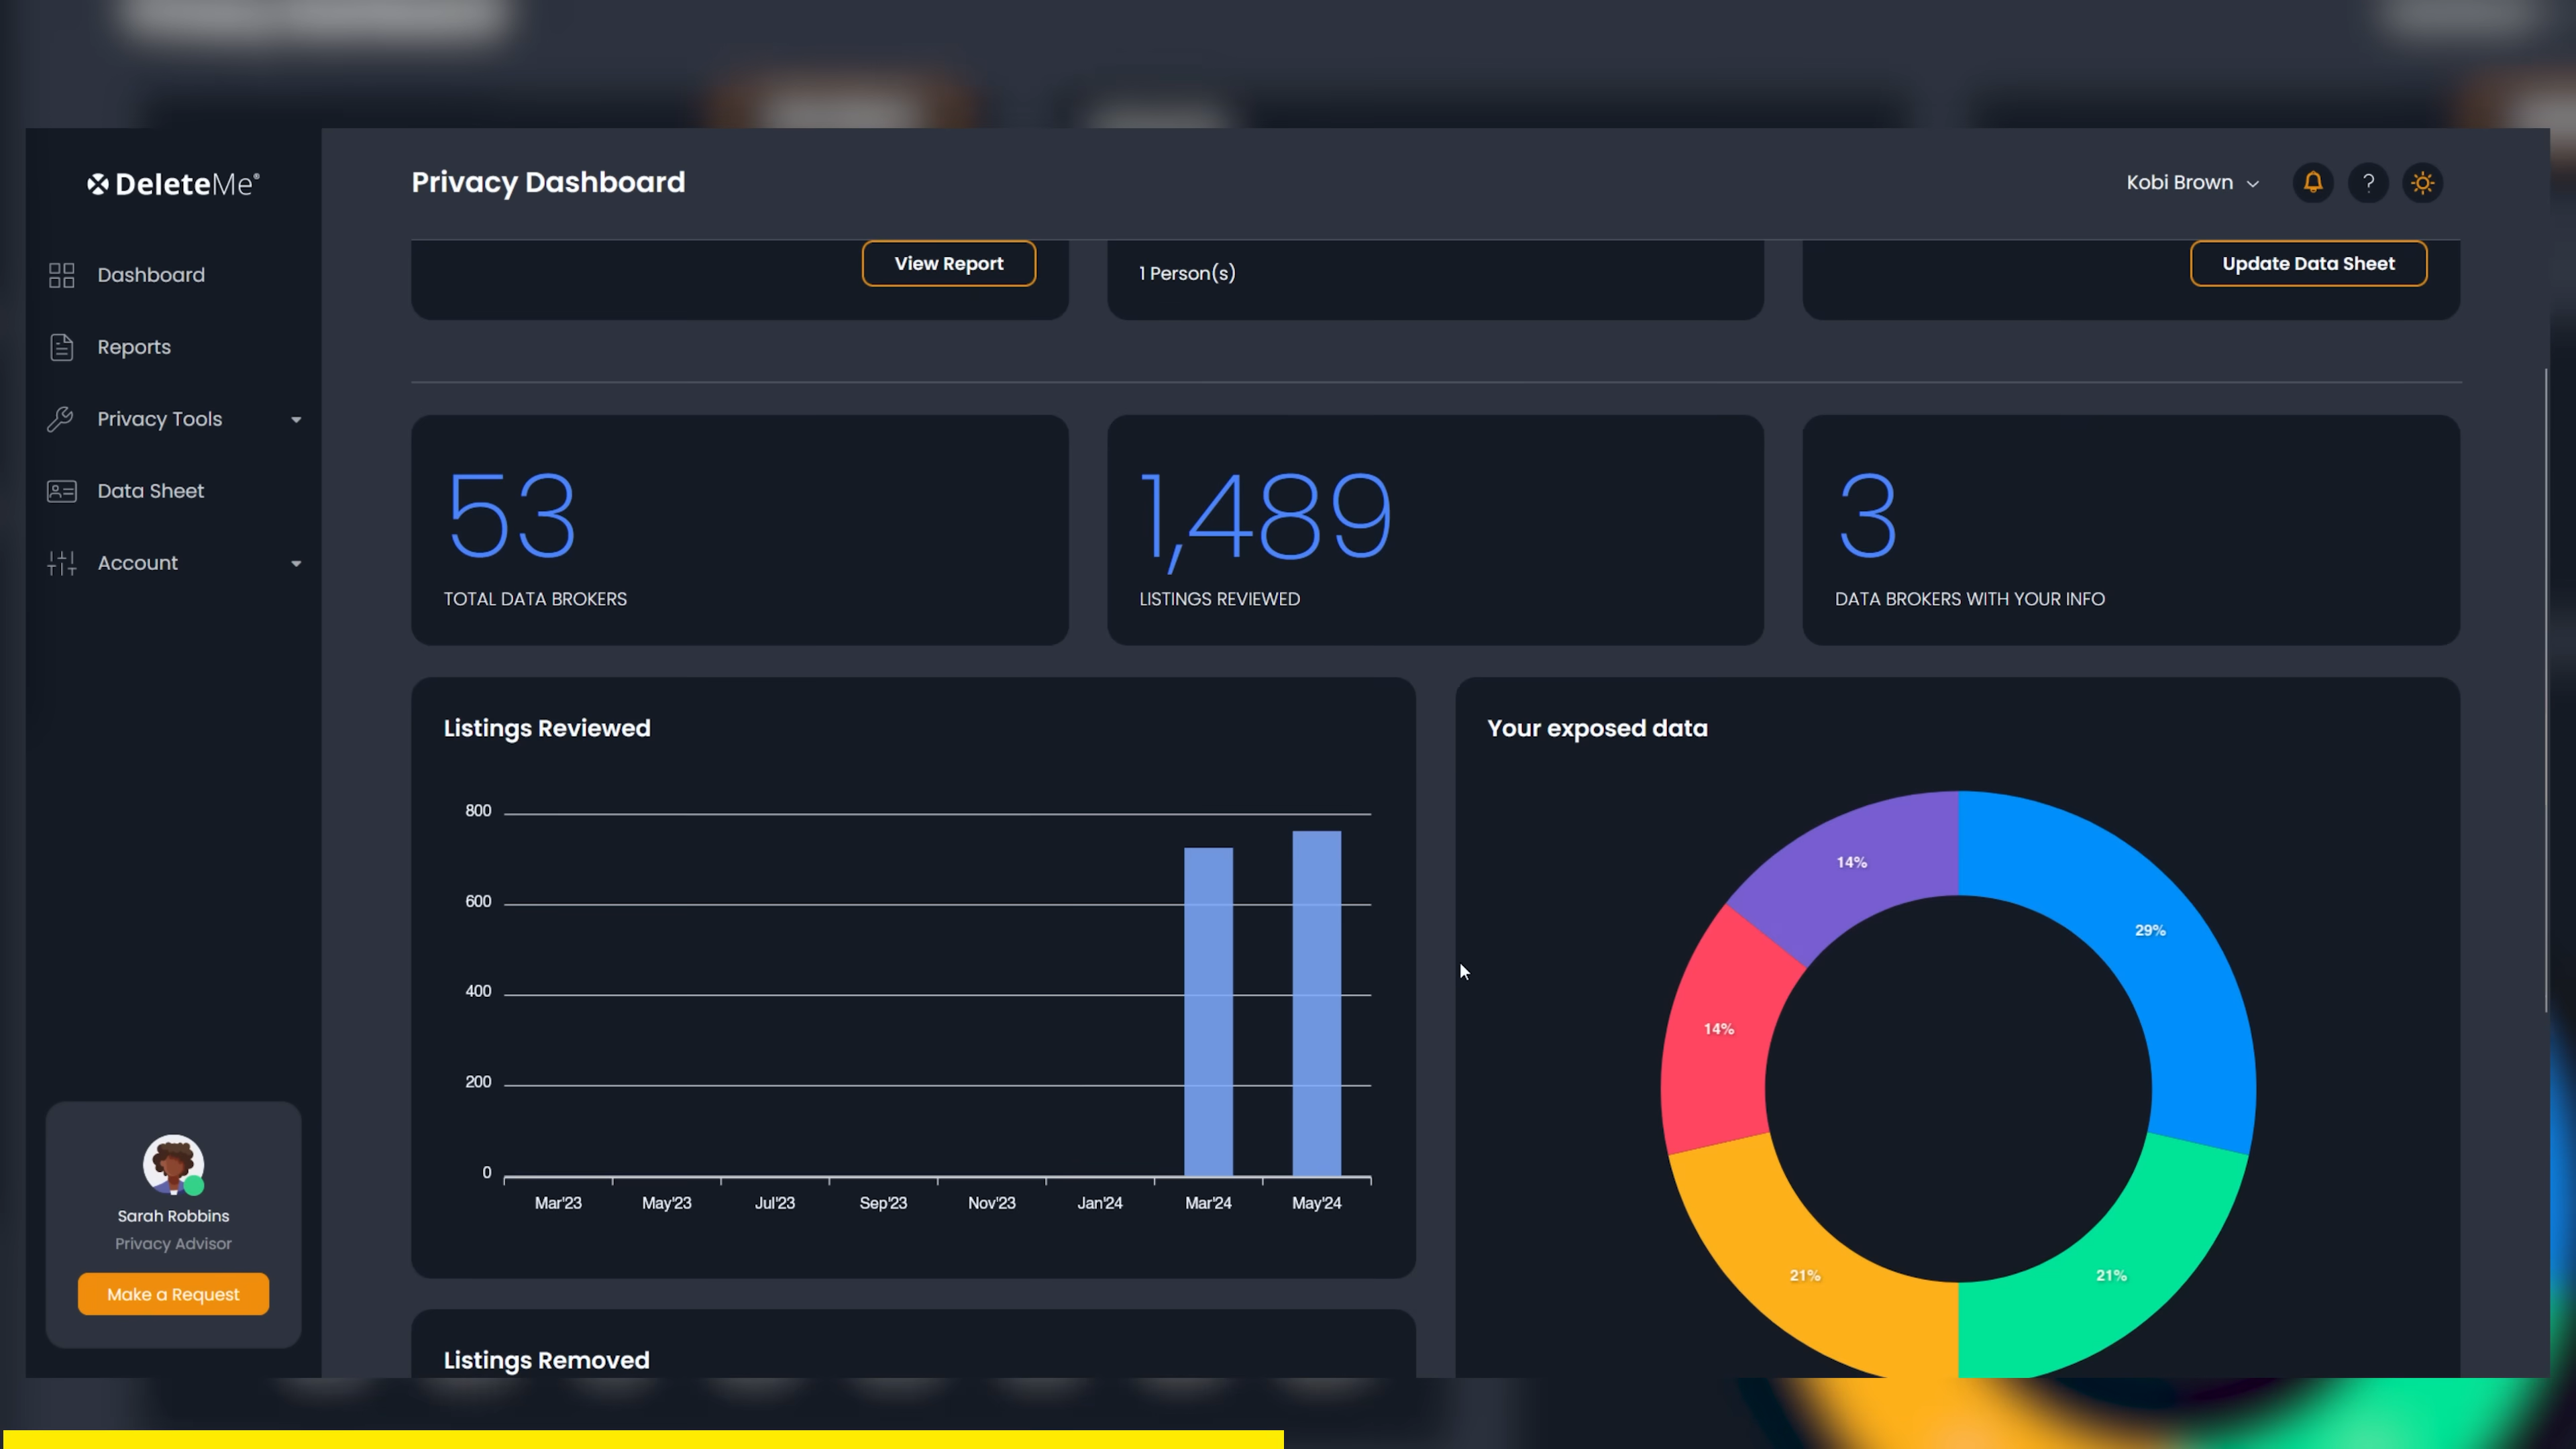 DeleteMe®
Privacy Dashboard
Kobi Brown
?
Dashboard
Reports
Privacy Tools
Data Sheet
Account
View Report
1 Person(s)
Update Data Sheet
53
TOTAL DATA BROKERS
1,489
LISTINGS REVIEWED
3
DATA BROKERS WITH YOUR INFO
Listings Reviewed
800
600
400
200
0
Mar'23 May'23 Jul'23 Sep'23 Nov'23 Jan'24 Mar'24 May'24
Your exposed data
14%
29%
14%
21%
21%
Listings Removed
Sarah Robbins
Privacy Advisor
Make a Request